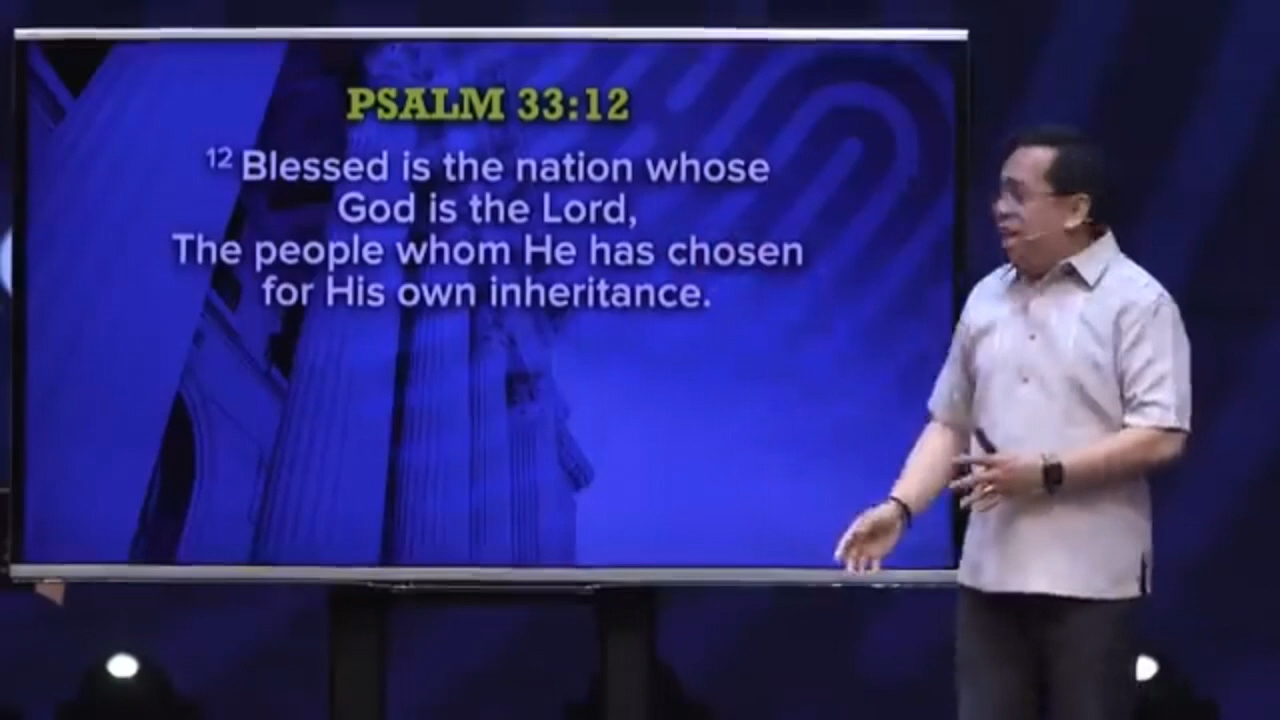 PSALM 33:12
12 Blessed is the nation whose
God is the Lord,
The people whom He has chosen
for His own inheritance.